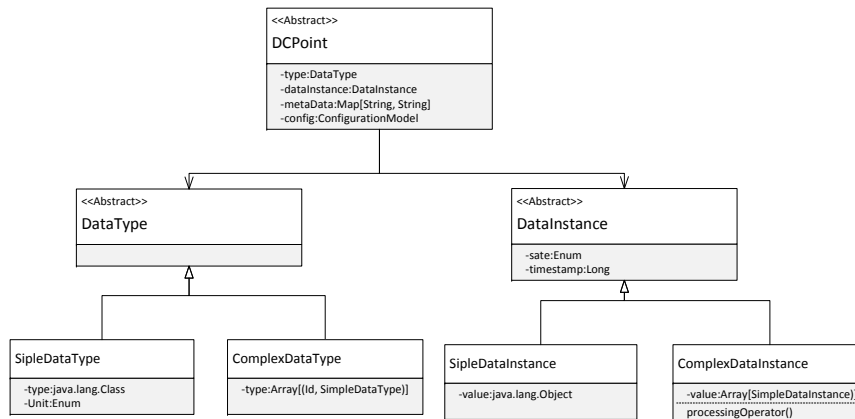 <<Abstract>>
DCPoint
-type:DataType
-dataInstance:DataInstance
-metaData:Map[String, String]
-config:ConfigurationModel
<<Abstract>>
DataType
<<Abstract>>
DataInstance
-sate:Enum
-timestamp:Long
SipleDataType
-type:java.lang.Class
-Unit:Enum
ComplexDataType
-type:Array[(Id, SimpleDataType)]
SipleDataInstance
-value:java.lang.Object
ComplexDataInstance
-value:Array[SimpleDataInstance)]
processingOperator()